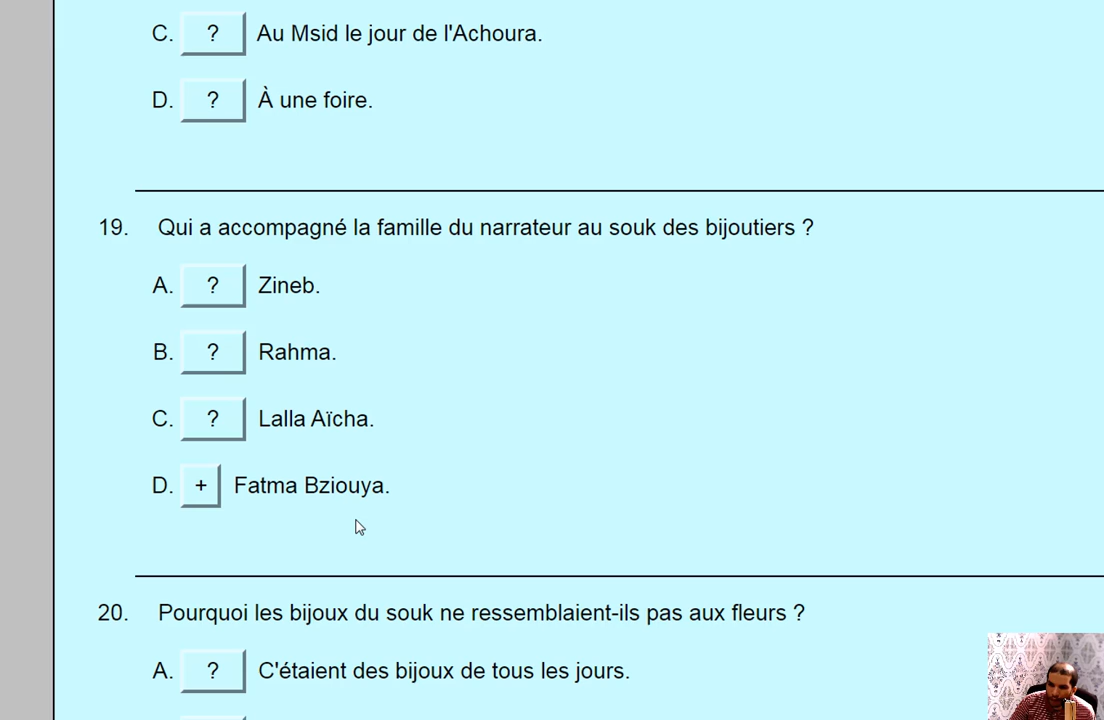 C. ? Au Msid le jour de l'Achoura.
D. ? À une foire.
19. Qui a accompagné la famille du narrateur au souk des bijoutiers ?
A. ? Zineb.
B. ? Rahma.
C. ? Lalla Aïcha.
D. + Fatma Bziouya.
20. Pourquoi les bijoux du souk ne ressemblaient-ils pas aux fleurs ?
A. ? C'étaient des bijoux de tous les jours.